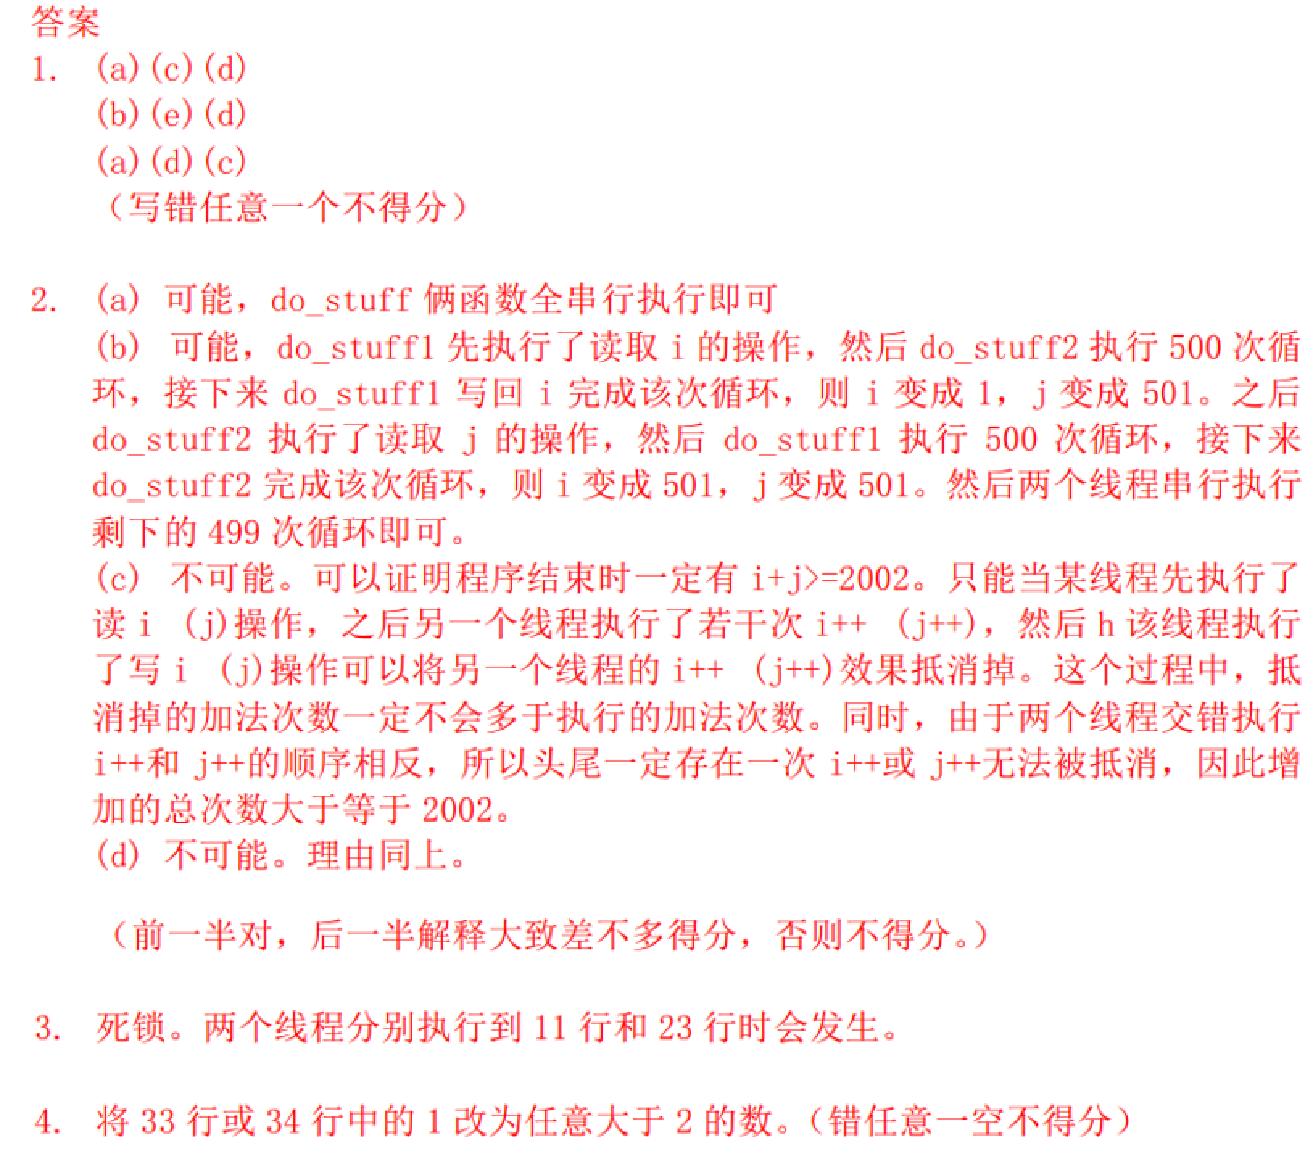 答案
1. (a)(c)(d)
(b)(e)(d)
(a)(d)(c)
（写错任意一个不得分）
2. (a) 可能，do_stuff 俩函数全串行执行即可
(b) 可能，do_stuff1 先执行了读取 i 的操作，然后 do_stuff2 执行 500 次循
环，接下来 do_stuff1 写回 i 完成该次循环，则 i 变成 1，j 变成 501。之后
do_stuff2 执行了读取 j 的操作，然后 do_stuff1 执行 500 次循环，接下来
do_stuff2 完成该次循环，则 i 变成 501，j 变成 501。然后两个线程串行执行
剩下的 499 次循环即可。
(c) 不可能。可以证明程序结束时一定有 i+j>=2002。只能当某线程先执行了
读 i （j)操作，之后另一个线程执行了若干次 i++ （j++)，然后 h 该线程执行
了写 i （j)操作可以将另一个线程的 i++ （j++)效果抵消掉。这个过程中，抵
消掉的加法次数一定不会多于执行的加法次数。同时，由于两个线程交错执行
i++和 j++的顺序相反，所以头尾一定存在一次 i++或 j++无法被抵消，因此增
加的总次数大于等于 2002。
(d) 不可能。理由同上。
（前一半对，后一半解释大致差不多得分，否则不得分。）
3. 死锁。两个线程分别执行到 11 行和 23 行时会发生。
4. 将 33 行或 34 行中的 1 改为任意大于 2 的数。（错任意一空不得分）